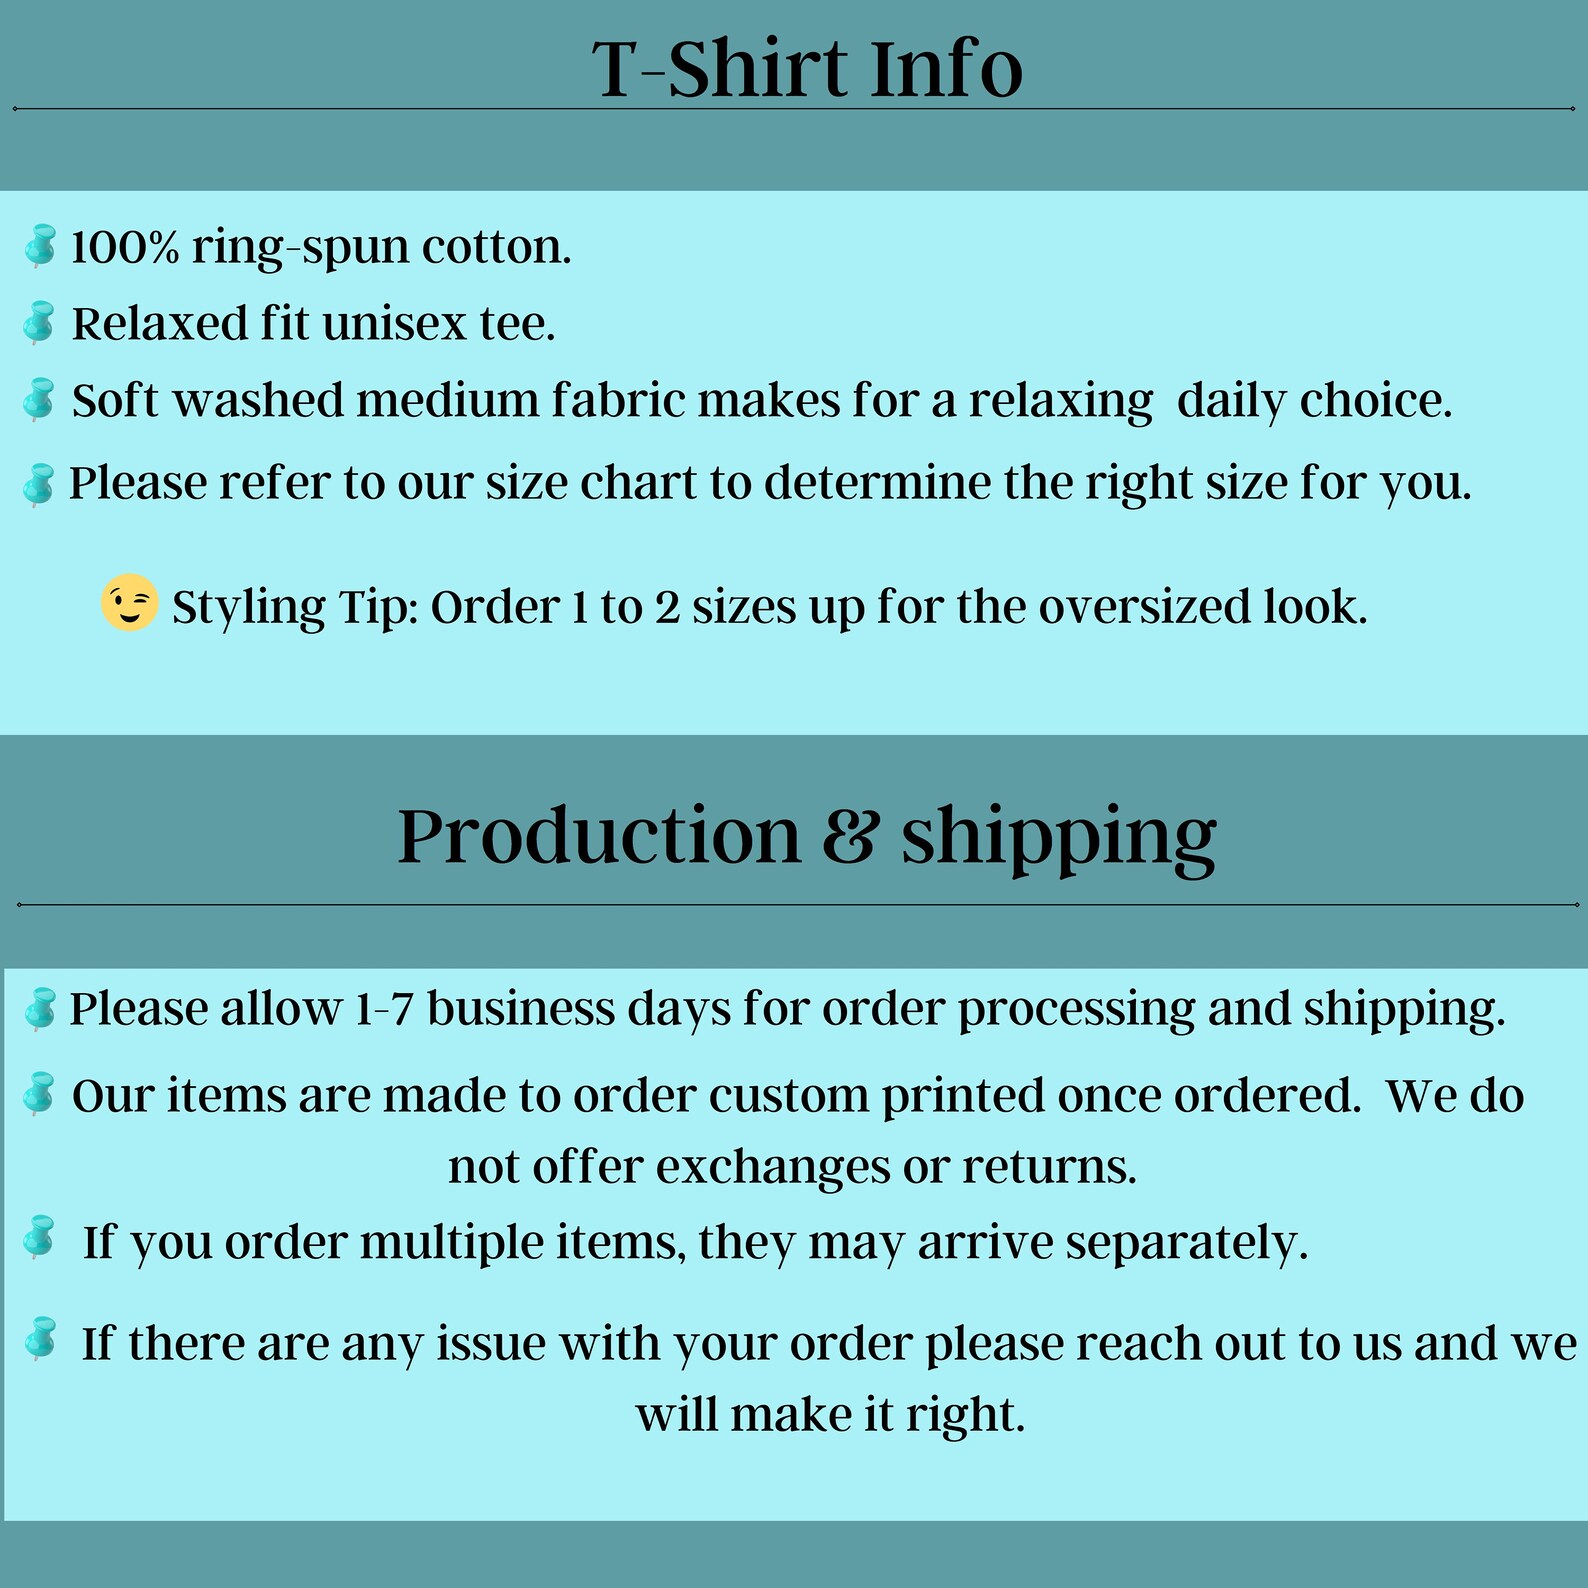 T-Shirt Info
100% ring-spun cotton.
Relaxed fit unisex tee.
Soft washed medium fabric makes for a relaxing  daily choice.
Please refer to our size chart to determine the right size for you.
😉 Styling Tip: Order 1 to 2 sizes up for the oversized look.
Production & shipping
Please allow 1-7 business days for order processing and shipping.
Our items are made to order custom printed once ordered.  We do
not offer exchanges or returns.
If you order multiple items, they may arrive separately.
If there are any issue with your order please reach out to us and we
will make it right.